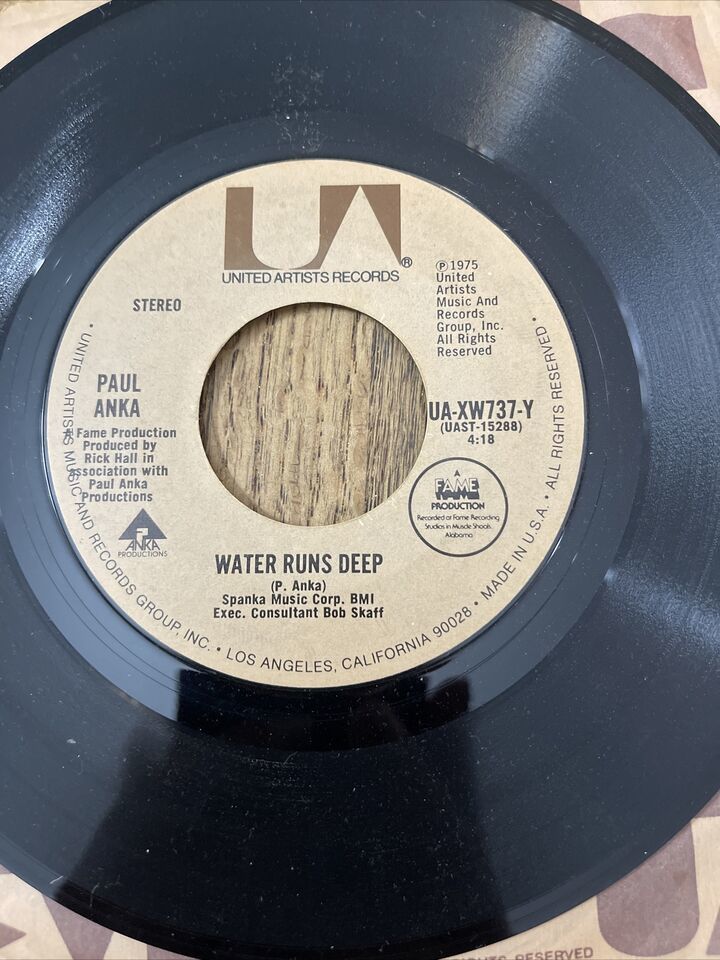 UA®
UNITED ARTISTS RECORDS
STEREO
℗ 1975
United
Artists
Music And
Records
Group, Inc.
All Rights
Reserved
PAUL
ANKA
A Fame Production
Produced by
Rick Hall in
association with
Paul Anka
Productions
ANKA
PRODUCTIONS
UA-XW737-Y
(UAST-15288)
4:18
A
FAME
PRODUCTION
Recorded at Fame Recording
Studios in Muscle Shoals,
Alabama
WATER RUNS DEEP
(P. Anka)
Spanka Music Corp. BMI
Exec. Consultant Bob Skaff
• UNITED ARTISTS MUSIC AND RECORDS GROUP, INC. • LOS ANGELES, CALIFORNIA 90028 • MADE IN U.S.A. • ALL RIGHTS RESERVED •
RESERVED